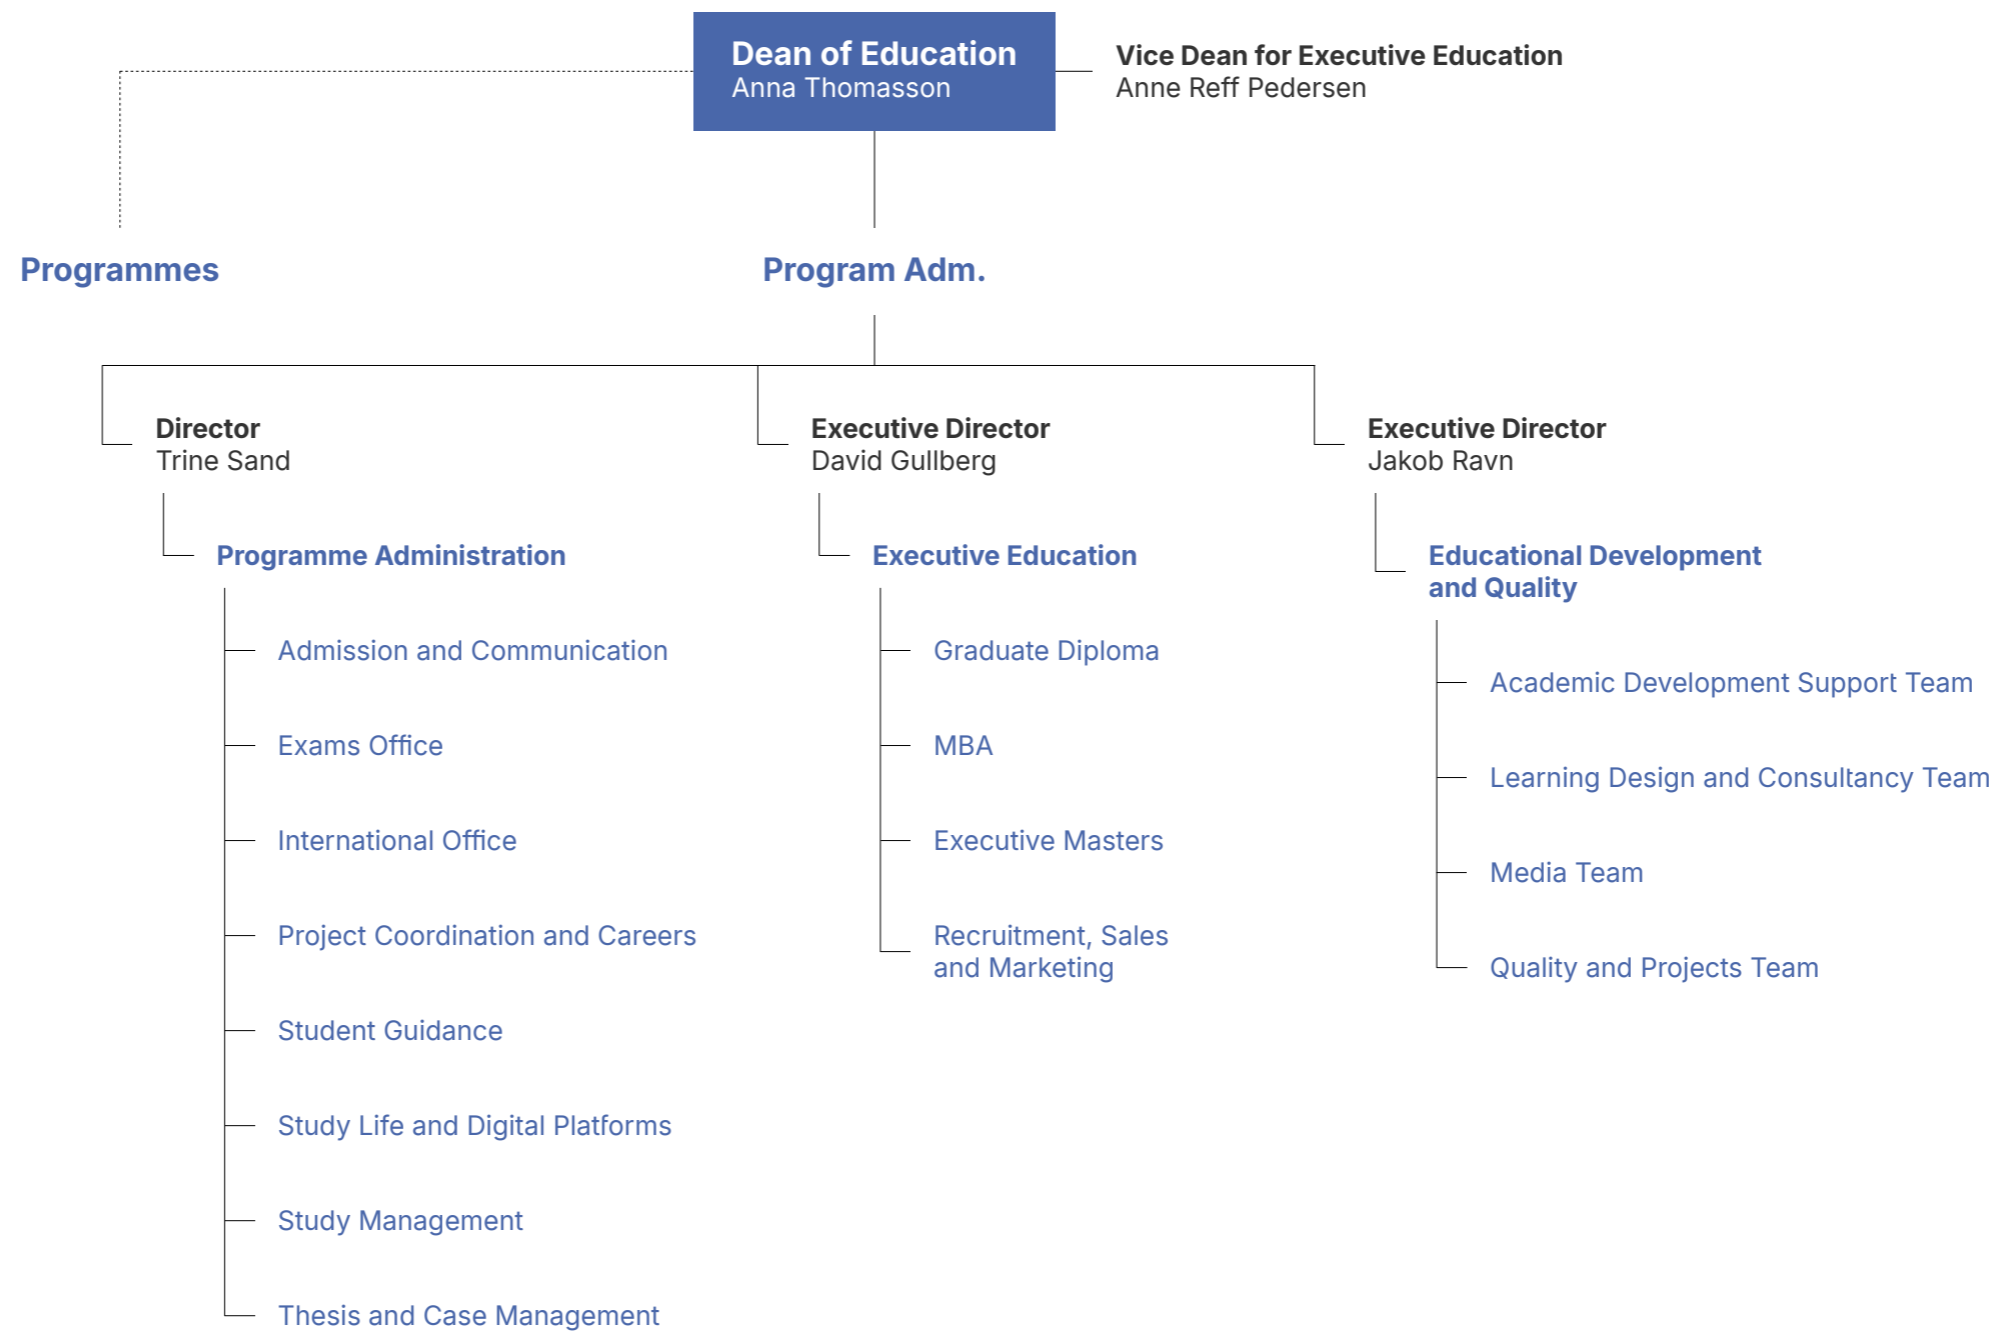 Dean of Education
Anna Thomasson
Vice Dean for Executive Education
Anne Reff Pedersen
Programmes
Program Adm.
Director
Trine Sand
Programme Administration
Admission and Communication
Exams Office
International Office
Project Coordination and Careers
Student Guidance
Study Life and Digital Platforms
Study Management
Thesis and Case Management
Executive Director
David Gullberg
Executive Education
Graduate Diploma
MBA
Executive Masters
Recruitment, Sales
and Marketing
Executive Director
Jakob Ravn
Educational Development
and Quality
Academic Development Support Team
Learning Design and Consultancy Team
Media Team
Quality and Projects Team